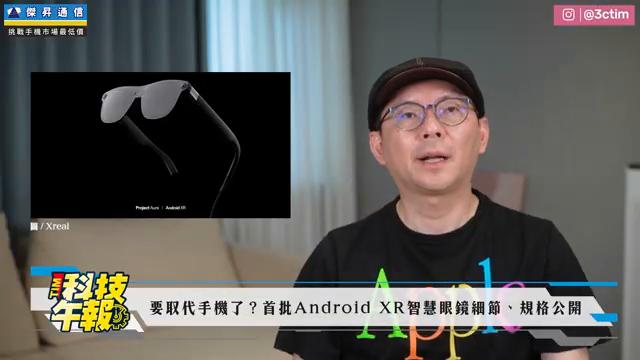 傑昇通信
挑戰手機市場最低價
@3ctim
Project Aura | Android XR
圖 / Xreal
TIM
科技
午報
要取代手機了？首批Android XR智慧眼鏡細節、規格公開
Apple